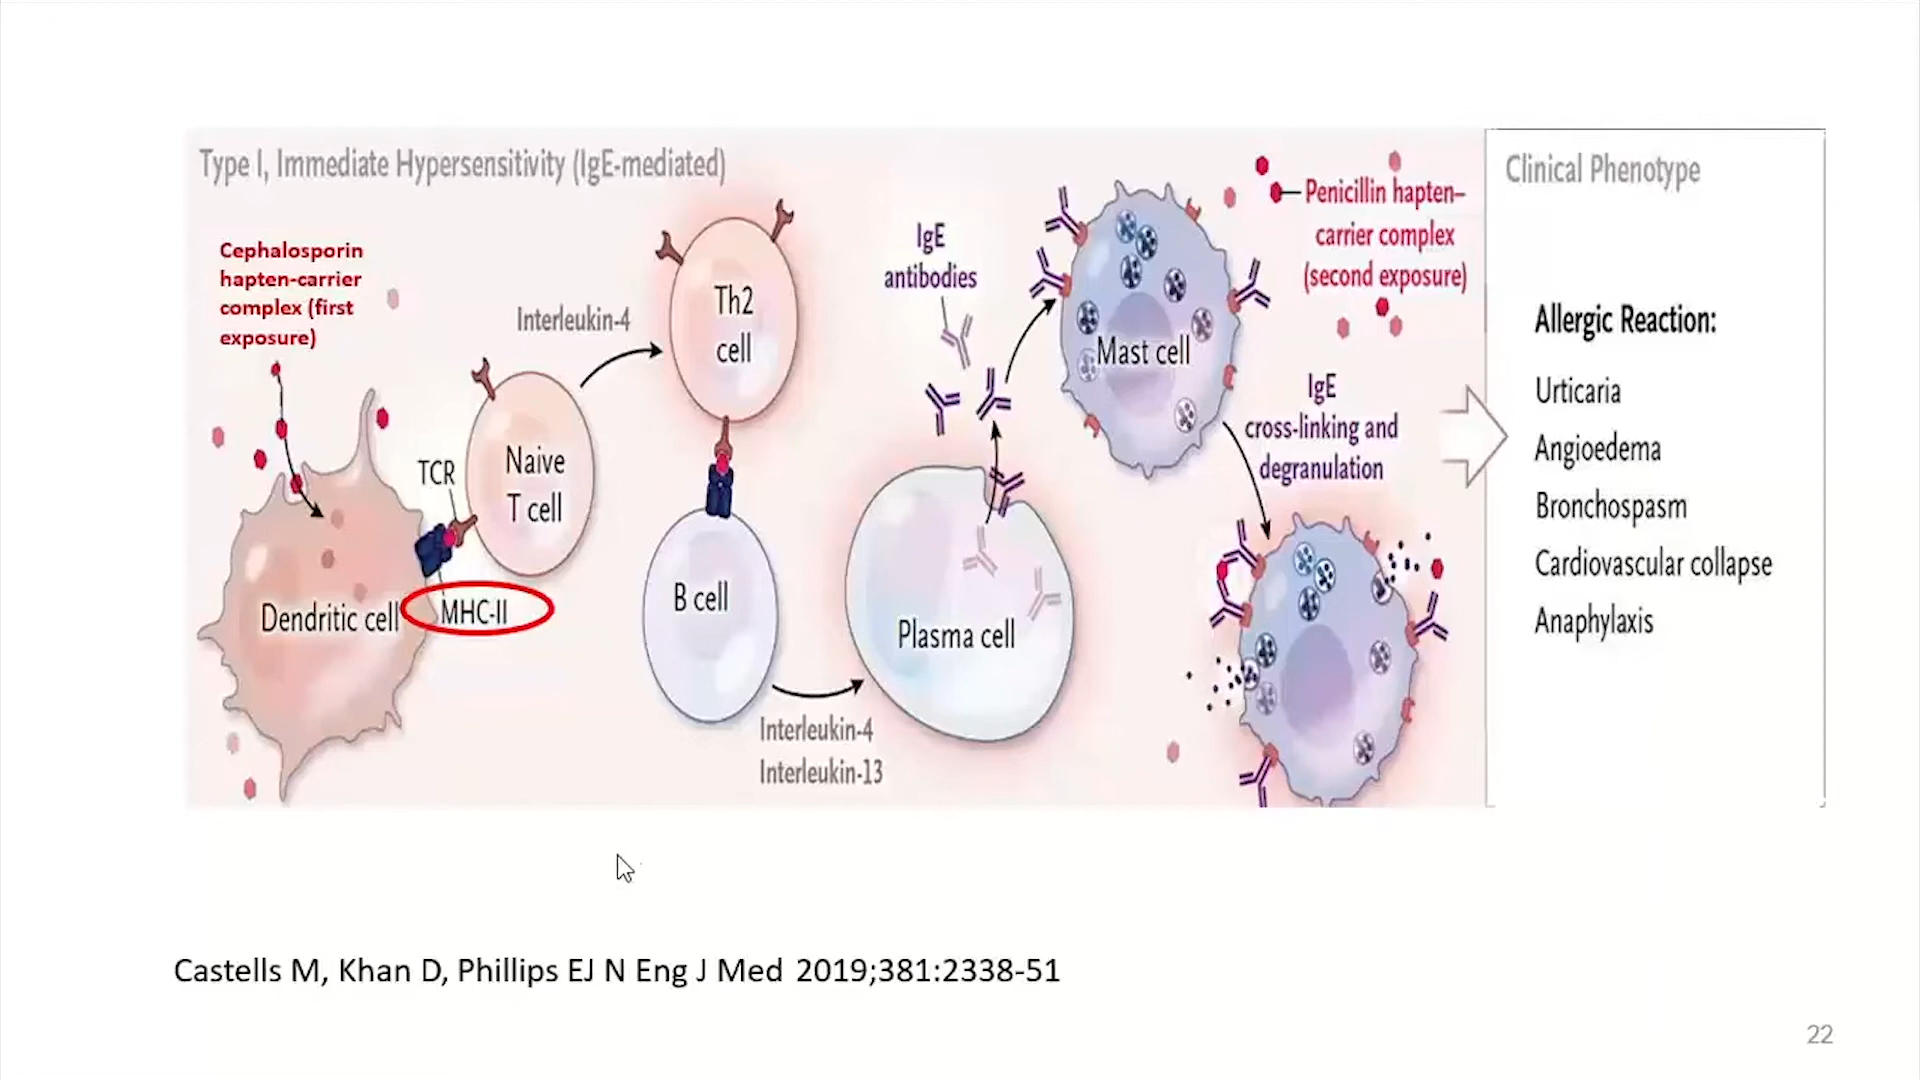 Type I, Immediate Hypersensitivity (IgE-mediated)
Cephalosporin
hapten-carrier
complex (first
exposure)
Interleukin-4
TCR
Naive
T cell
Dendritic cell
MHC-II
Th2
cell
B cell
Interleukin-4
Interleukin-13
IgE
antibodies
Plasma cell
Mast cell
Penicillin hapten–
carrier complex
(second exposure)
IgE
cross-linking and
degranulation
Clinical Phenotype
Allergic Reaction:
Urticaria
Angioedema
Bronchospasm
Cardiovascular collapse
Anaphylaxis
Castells M, Khan D, Phillips EJ N Eng J Med 2019;381:2338-51
22